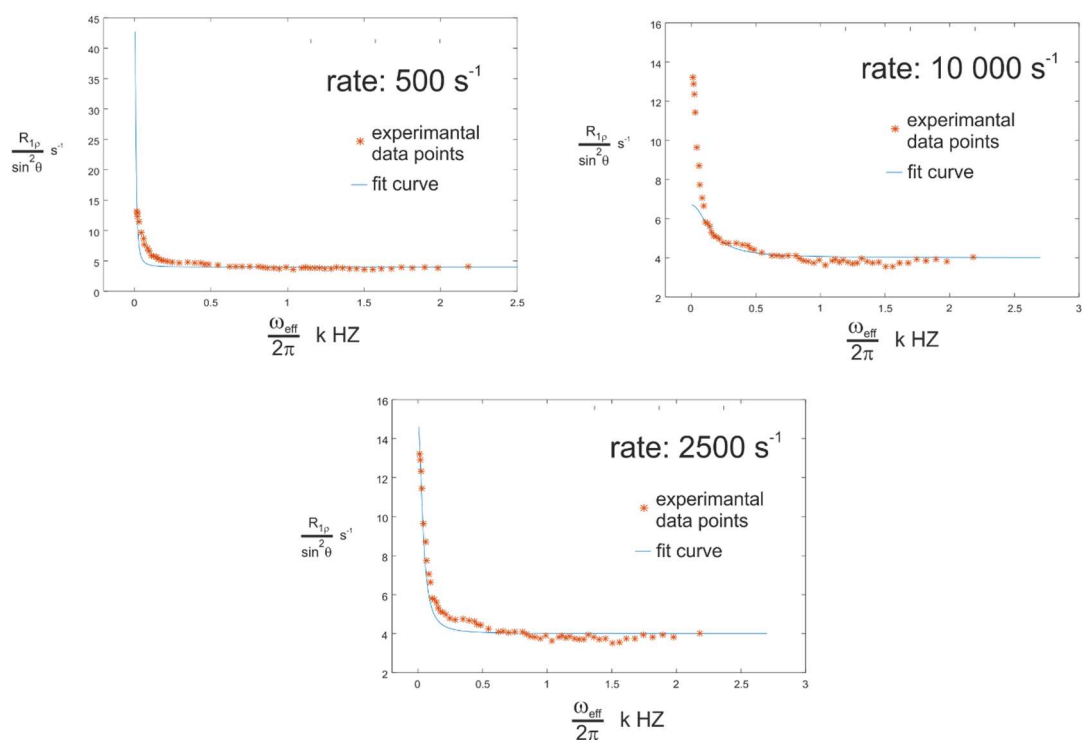 rate: 500 s⁻¹
experimantal
data points
fit curve
R₁ρ
sin²θ s⁻¹
45
40
35
30
25
20
15
10
5
0
0 0.5 1 1.5 2 2.5
ωeff
2π k HZ
rate: 10 000 s⁻¹
experimantal
data points
fit curve
R₁ρ
sin²θ s⁻¹
16
14
12
10
8
6
4
2
0 0.5 1 1.5 2 2.5 3
ωeff
2π k HZ
rate: 2500 s⁻¹
experimantal
data points
fit curve
R₁ρ
sin²θ s⁻¹
16
14
12
10
8
6
4
2
0 0.5 1 1.5 2 2.5 3
ωeff
2π k HZ